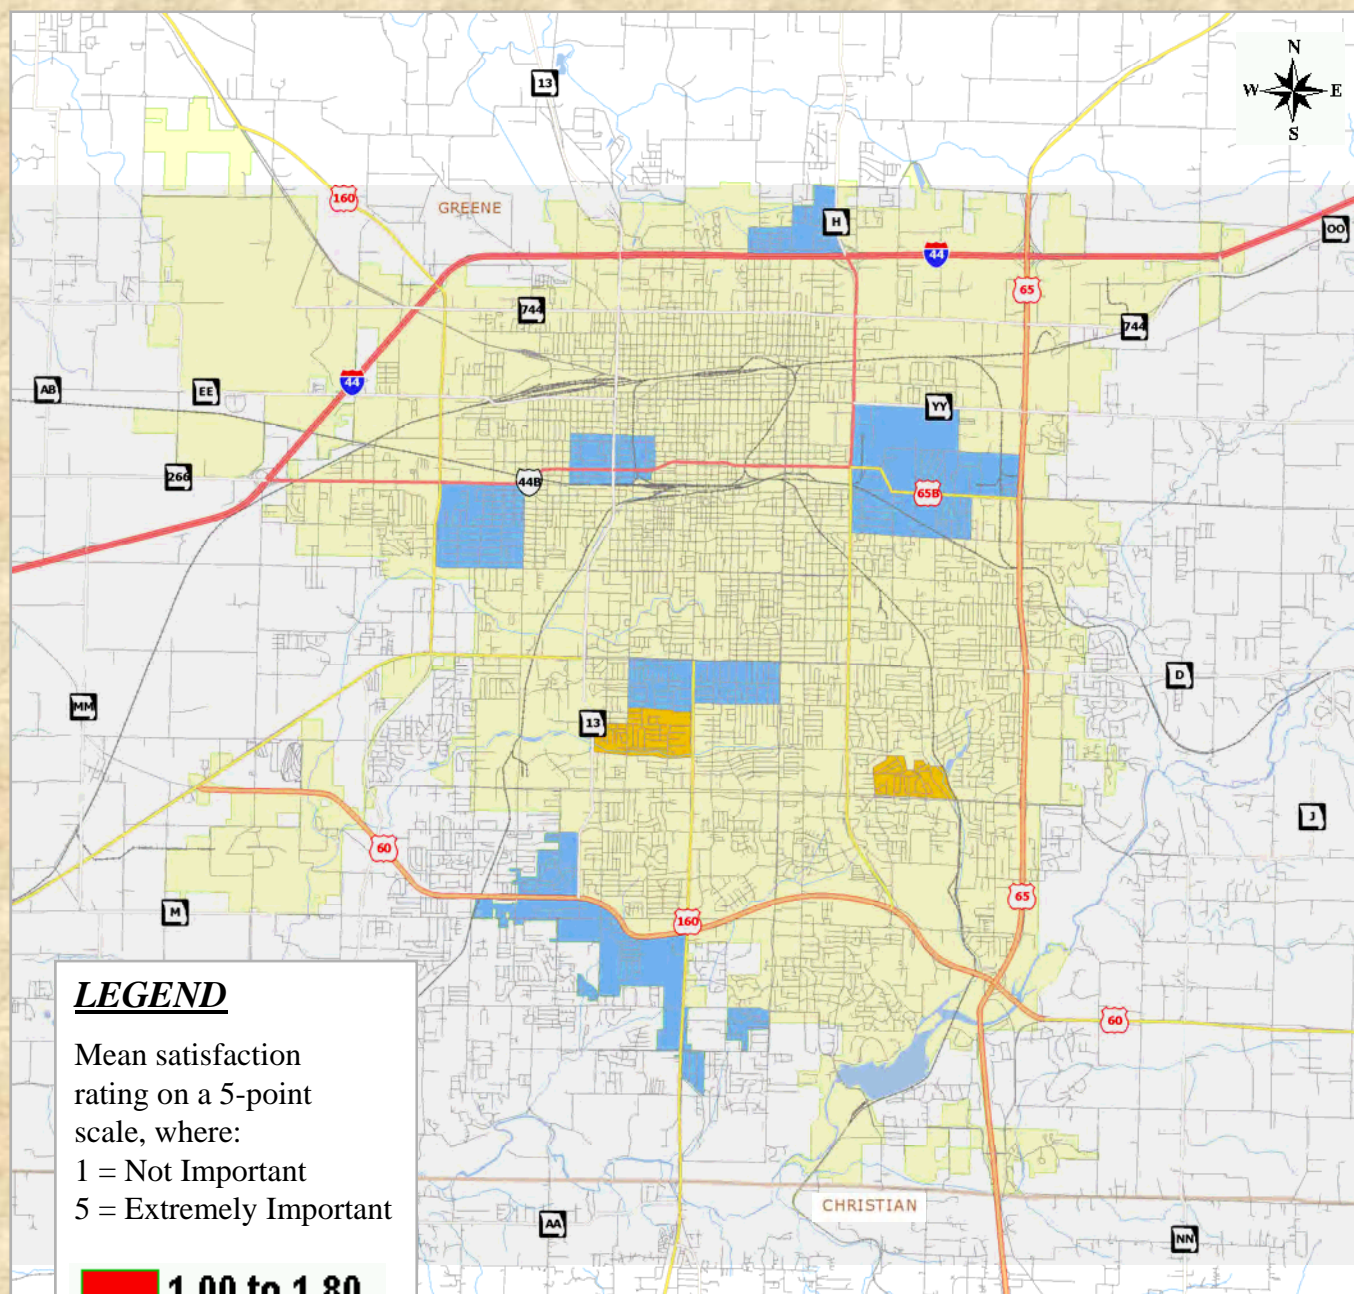 N
W E
S
13
160
GREENE
H
OO
44
65
744
744
44
AB
EE
YY
266
44B
65B
D
MM
13
J
60
65
M
160
LEGEND
60
Mean satisfaction
rating on a 5-point
scale, where:
1 = Not Important
5 = Extremely Important
CHRISTIAN
AA
NN
1.00 to 1.80